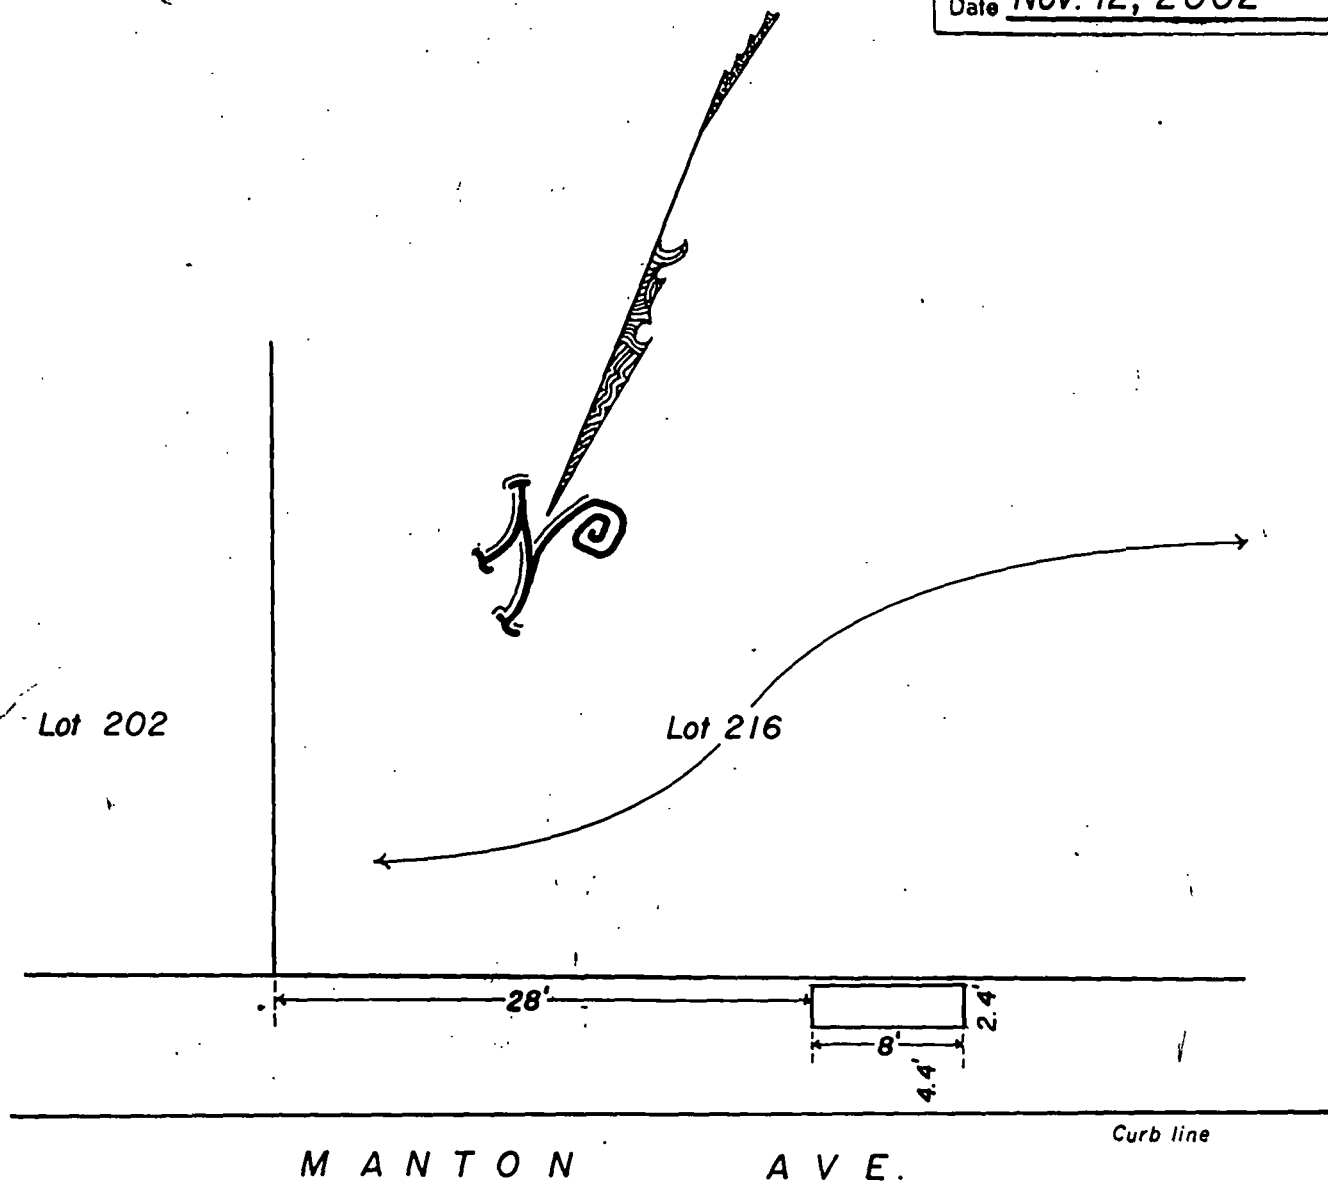 Date Nov. 12, 2002
N
Lot 202
Lot 216
28'
2.4'
8'
4.4'
Curb line
MANTON AVE.